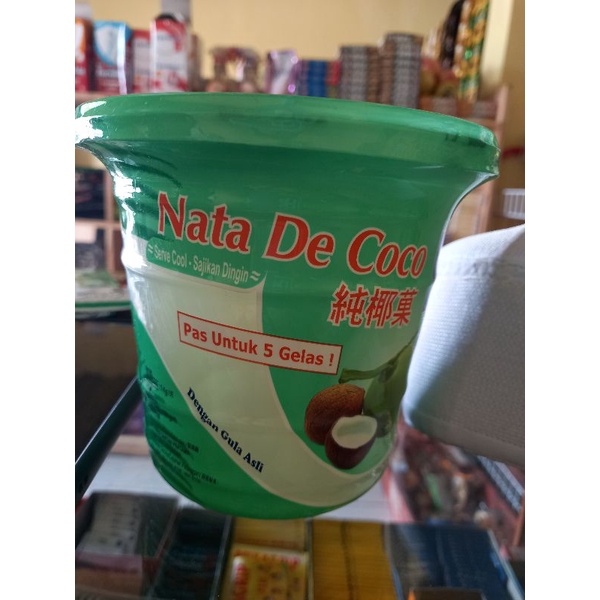 Nata De Coco
≈ Serve Cool - Sajikan Dingin ≈
純椰菓
Pas Untuk 5 Gelas !
Dengan Gula Asli